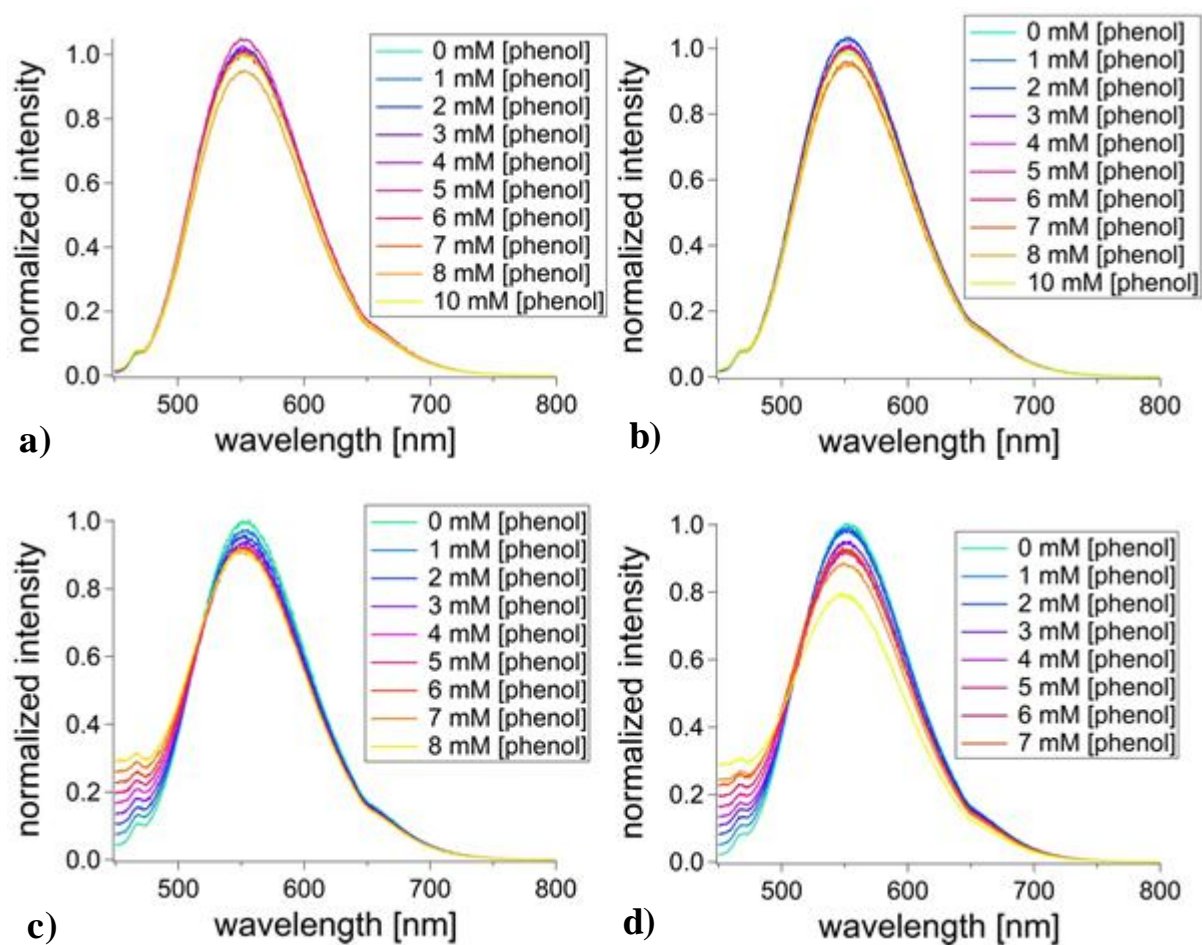 normalized intensity
1.0
0.8
0.6
0.4
0.2
0.0
500
600
700
800
wavelength [nm]
0 mM [phenol]
1 mM [phenol]
2 mM [phenol]
3 mM [phenol]
4 mM [phenol]
5 mM [phenol]
6 mM [phenol]
7 mM [phenol]
8 mM [phenol]
10 mM [phenol]
a)
normalized intensity
1.0
0.8
0.6
0.4
0.2
0.0
500
600
700
800
wavelength [nm]
0 mM [phenol]
1 mM [phenol]
2 mM [phenol]
3 mM [phenol]
4 mM [phenol]
5 mM [phenol]
6 mM [phenol]
7 mM [phenol]
8 mM [phenol]
10 mM [phenol]
b)
normalized intensity
1.0
0.8
0.6
0.4
0.2
0.0
500
600
700
800
wavelength [nm]
0 mM [phenol]
1 mM [phenol]
2 mM [phenol]
3 mM [phenol]
4 mM [phenol]
5 mM [phenol]
6 mM [phenol]
7 mM [phenol]
8 mM [phenol]
c)
normalized intensity
1.0
0.8
0.6
0.4
0.2
0.0
500
600
700
800
wavelength [nm]
0 mM [phenol]
1 mM [phenol]
2 mM [phenol]
3 mM [phenol]
4 mM [phenol]
5 mM [phenol]
6 mM [phenol]
7 mM [phenol]
d)